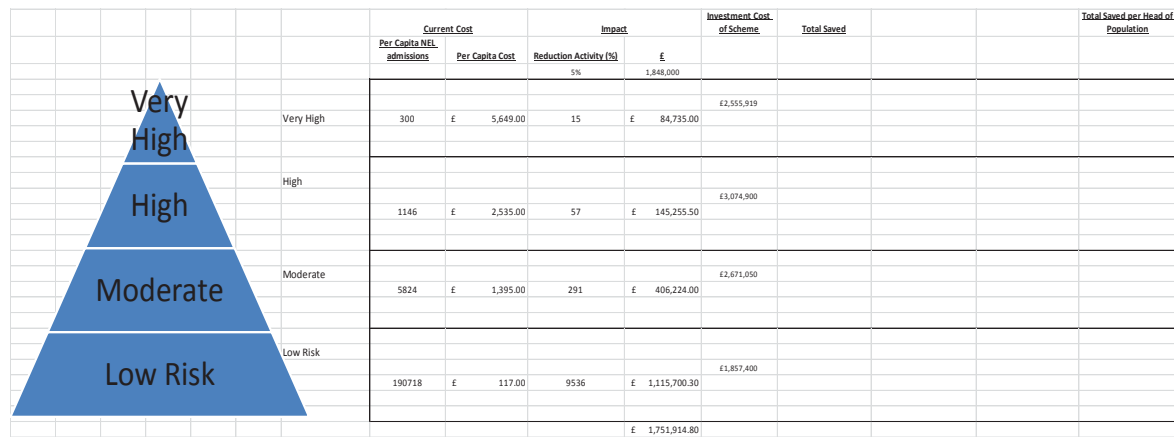 Current Cost Impact Investment Cost of Scheme Total Saved Total Saved per Head of Population
Per Capita NEL admissions Per Capita Cost Reduction Activity (%) £
5% 1,848,000
Very High
£2,555,919
Very High 300 £ 5,649.00 15 £ 84,735.00
High
High
£3,074,900
1146 £ 2,535.00 57 £ 145,255.50
Moderate
Moderate
£2,671,050
5824 £ 1,395.00 291 £ 406,224.00
Low Risk
Low Risk
£1,857,400
190718 £ 117.00 9536 £ 1,115,700.30
£ 1,751,914.80